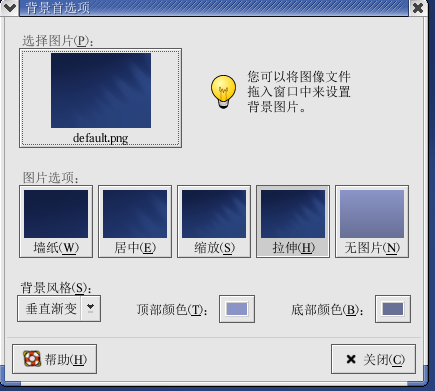 背景首选项
选择图片(P):
default.png
您可以将图像文件
拖入窗口中来设置
背景图片。
图片选项:
墙纸(W) 居中(E) 缩放(S) 拉伸(H) 无图片(N)
背景风格(S):
垂直渐变 顶部颜色(T): 底部颜色(B):
帮助(H) 关闭(C)